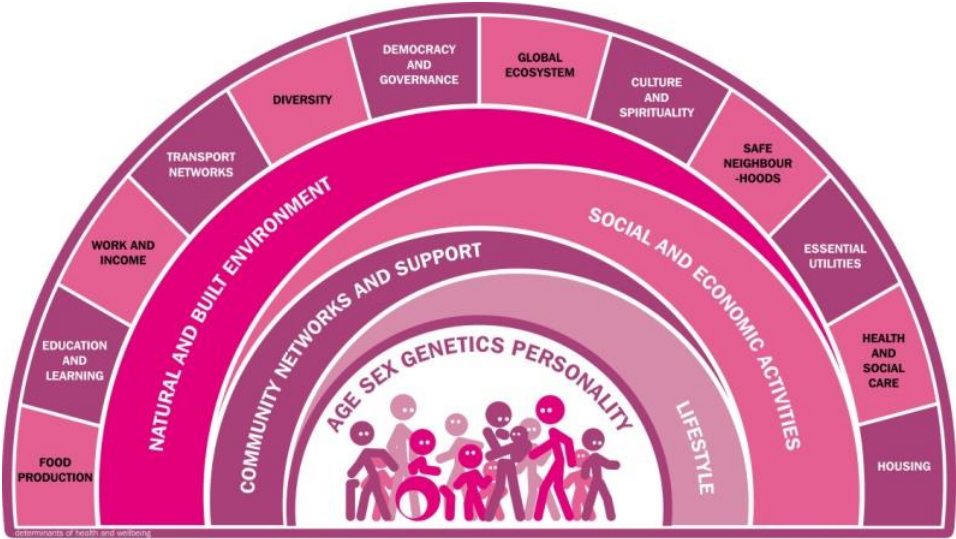 FOOD
PRODUCTION
EDUCATION
AND
LEARNING
WORK AND
INCOME
TRANSPORT
NETWORKS
DIVERSITY
DEMOCRACY
AND
GOVERNANCE
GLOBAL
ECOSYSTEM
CULTURE
AND
SPIRITUALITY
SAFE
NEIGHBOUR
-HOODS
ESSENTIAL
UTILITIES
HEALTH
AND
SOCIAL
CARE
HOUSING
NATURAL AND BUILT ENVIRONMENT
SOCIAL AND ECONOMIC ACTIVITIES
COMMUNITY NETWORKS AND SUPPORT
LIFESTYLE
AGE SEX GENETICS PERSONALITY
determinants of health and wellbeing